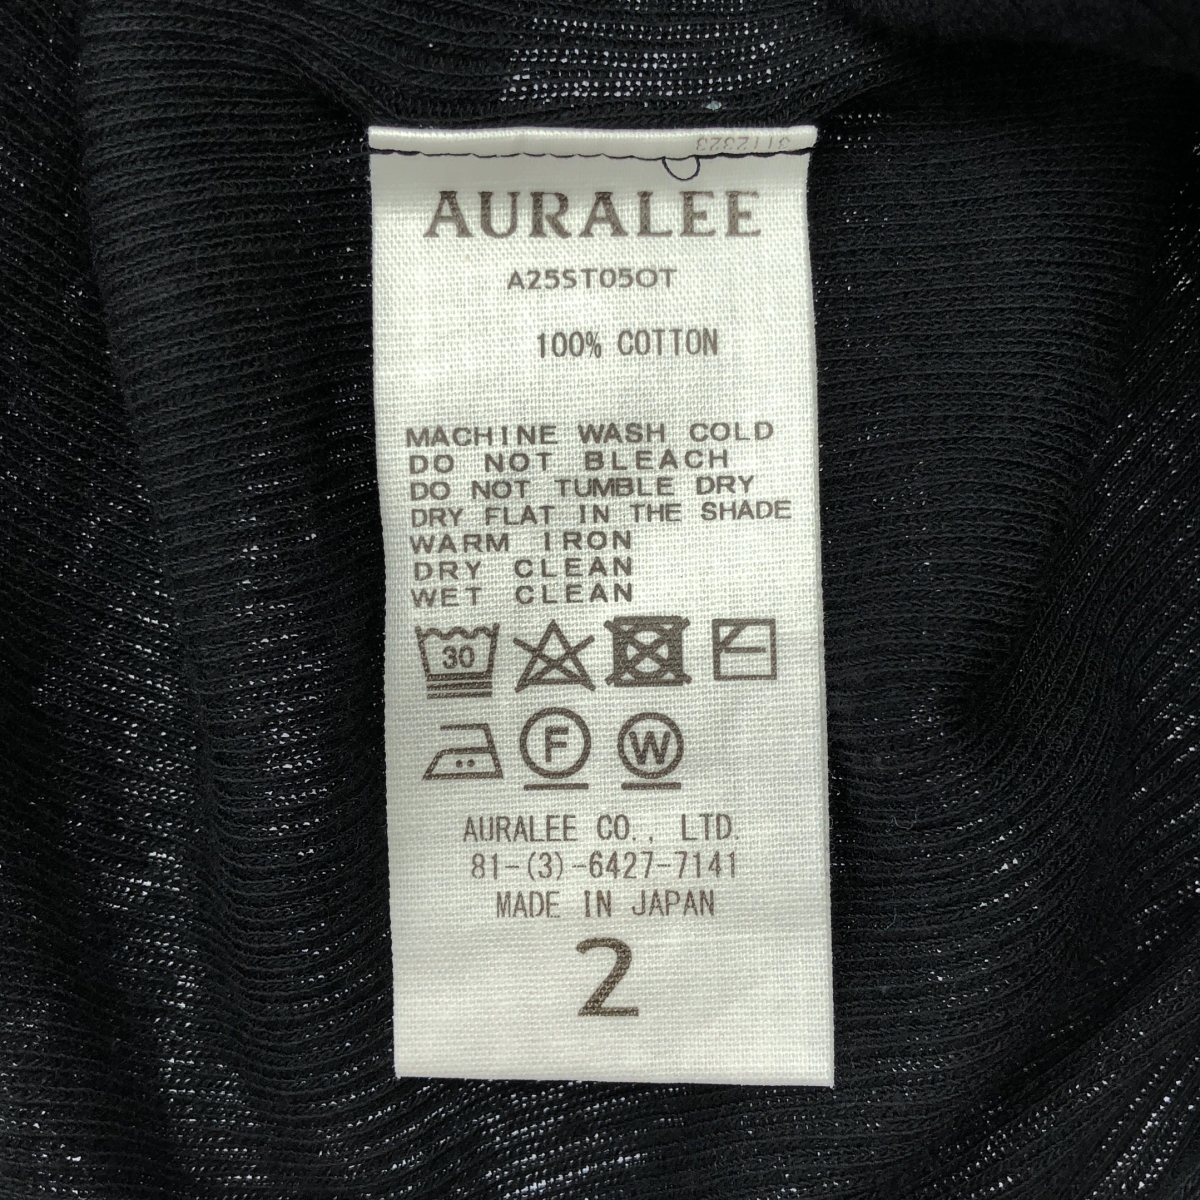 3112323
AURALEE
A25ST05OT
100% COTTON
MACHINE WASH COLD
DO NOT BLEACH
DO NOT TUMBLE DRY
DRY FLAT IN THE SHADE
WARM IRON
DRY CLEAN
WET CLEAN
30
F W
AURALEE CO., LTD.
81-(3)-6427-7141
MADE IN JAPAN
2